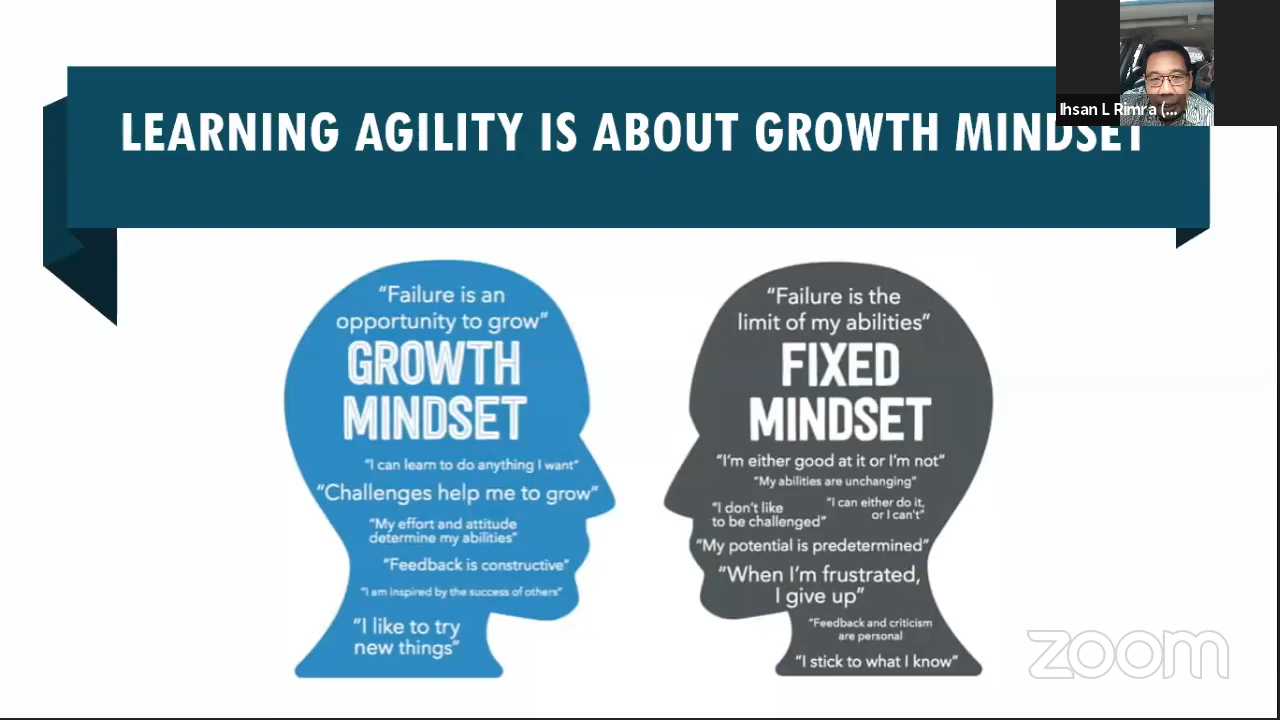 Ihsan L Rimra (...
LEARNING AGILITY IS ABOUT GROWTH MINDSET
“Failure is an
opportunity to grow”
GROWTH
MINDSET
“I can learn to do anything I want”
“Challenges help me to grow”
“My effort and attitude
determine my abilities”
“Feedback is constructive”
“I am inspired by the success of others”
“I like to try
new things”
“Failure is the
limit of my abilities”
FIXED
MINDSET
“I’m either good at it or I’m not”
“My abilities are unchanging”
“I don’t like
to be challenged”
“I can either do it,
or I can’t”
“My potential is predetermined”
“When I’m frustrated,
I give up”
“Feedback and criticism
are personal
“I stick to what I know”
zoom